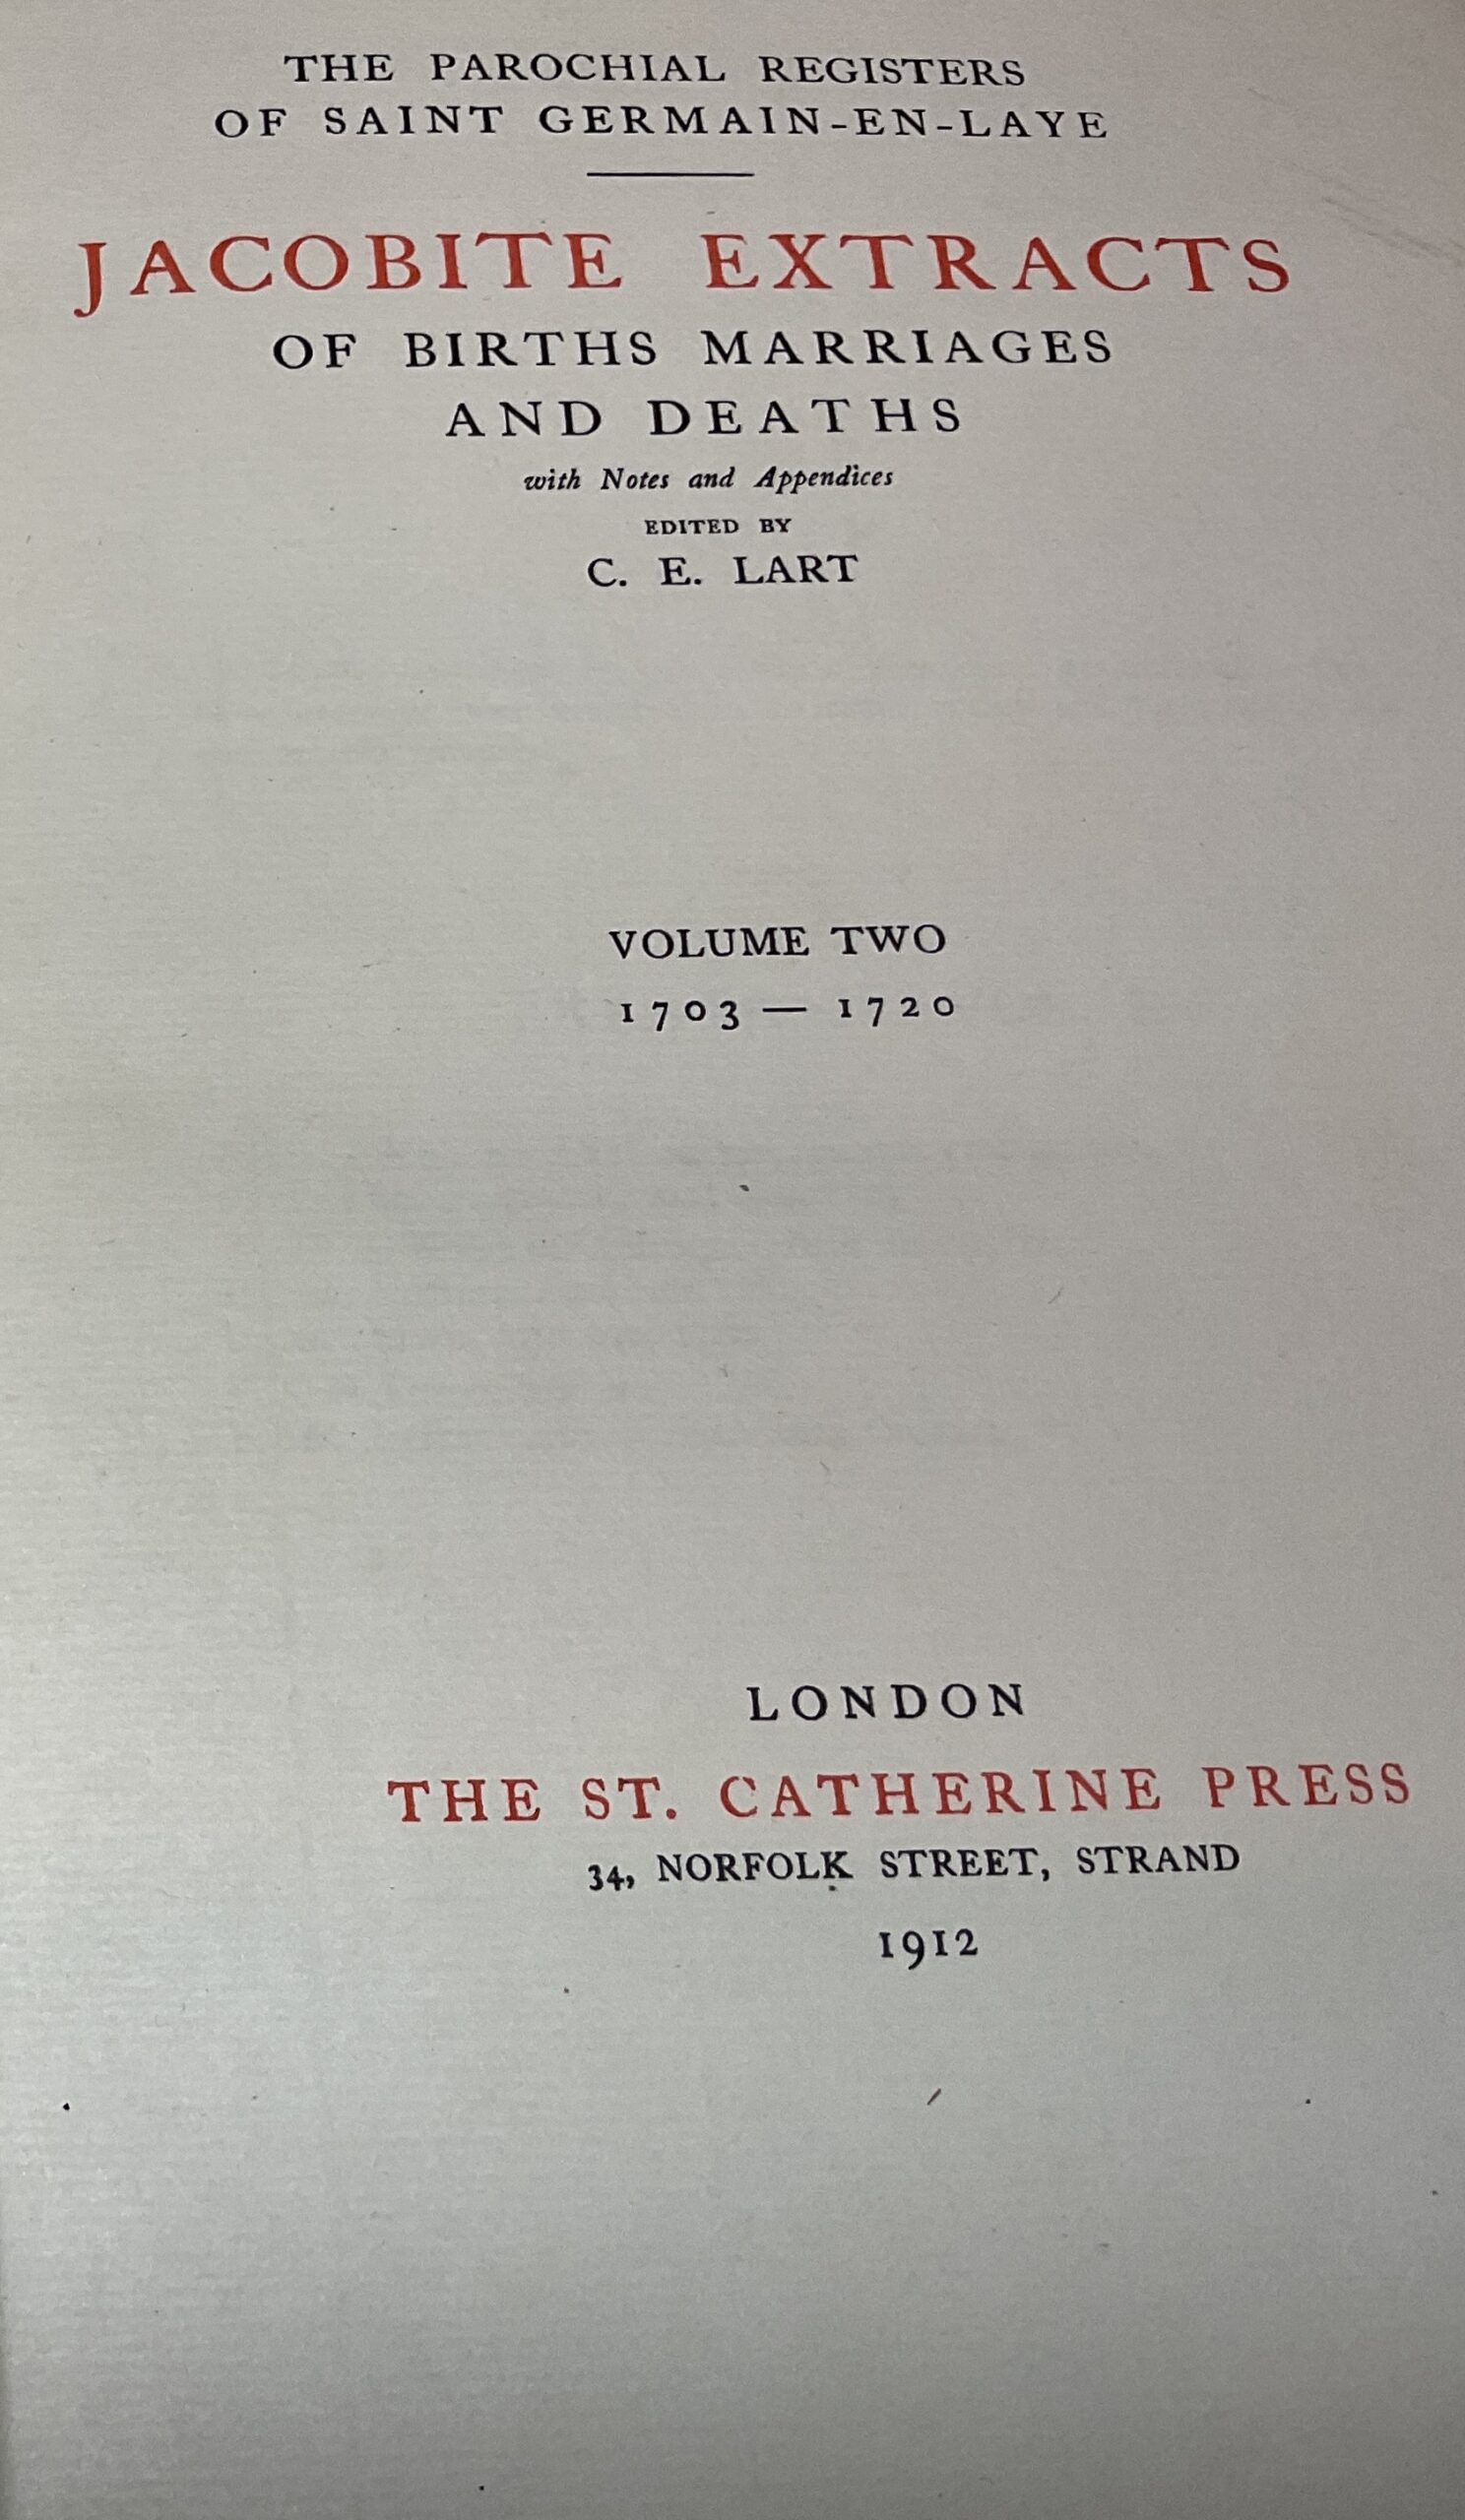 THE PAROCHIAL REGISTERS
OF SAINT GERMAIN-EN-LAYE
JACOBITE EXTRACTS
OF BIRTHS MARRIAGES
AND DEATHS
with Notes and Appendices
EDITED BY
C. E. LART
VOLUME TWO
1703 — 1720
LONDON
THE ST. CATHERINE PRESS
34, NORFOLK STREET, STRAND
1912